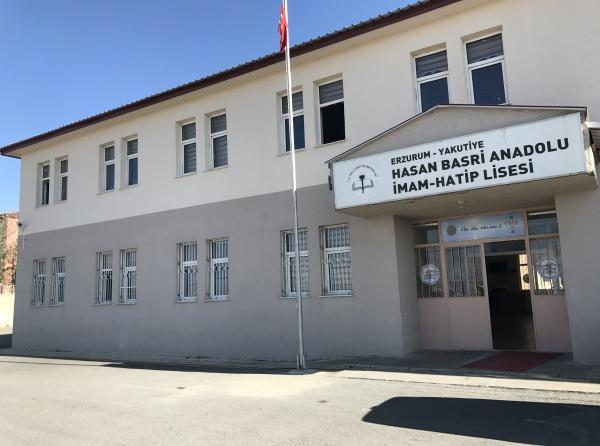 ERZURUM - YAKUTİYE
HASAN BASRİ ANADOLU
İMAM-HATİP LİSESİ